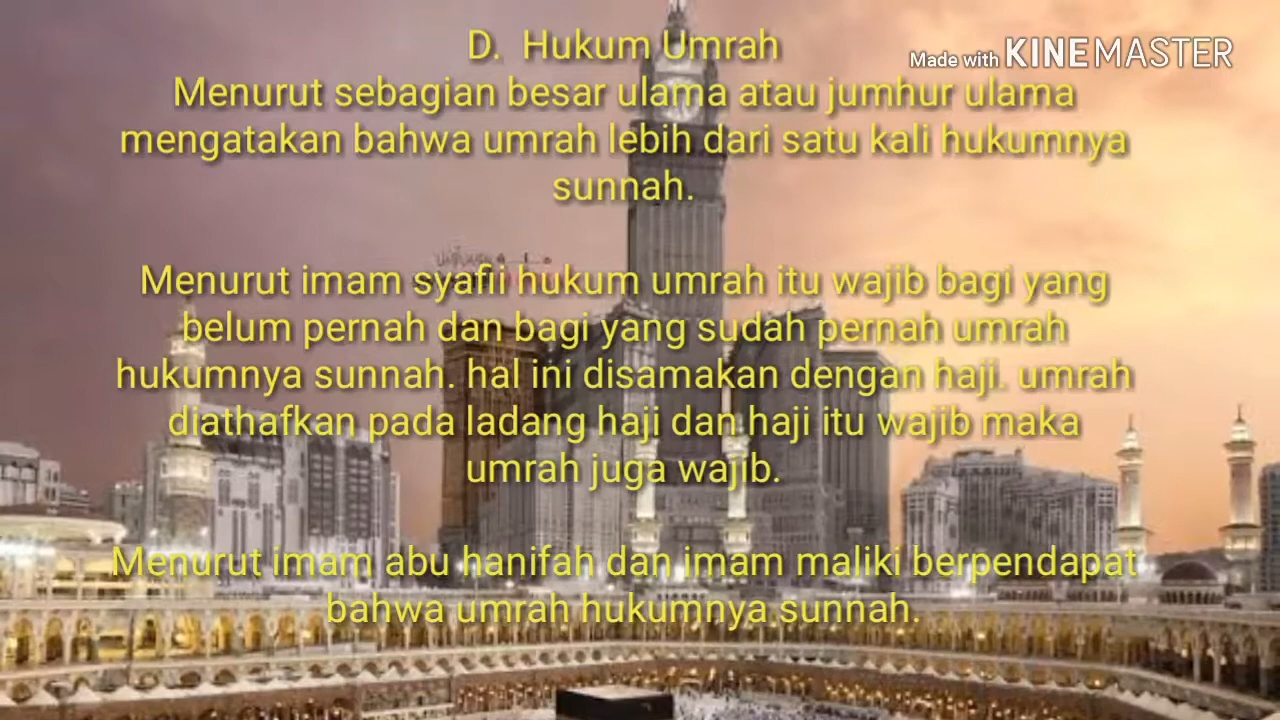 D. Hukum Umrah
Made with KINEMASTER
Menurut sebagian besar ulama atau jumhur ulama
mengatakan bahwa umrah lebih dari satu kali hukumnya
sunnah.
Menurut imam syafii hukum umrah itu wajib bagi yang
belum pernah dan bagi yang sudah pernah umrah
hukumnya sunnah. hal ini disamakan dengan haji. umrah
diathafkan pada ladang haji dan haji itu wajib maka
umrah juga wajib.
Menurut imam abu hanifah dan imam maliki berpendapat
bahwa umrah hukumnya sunnah.